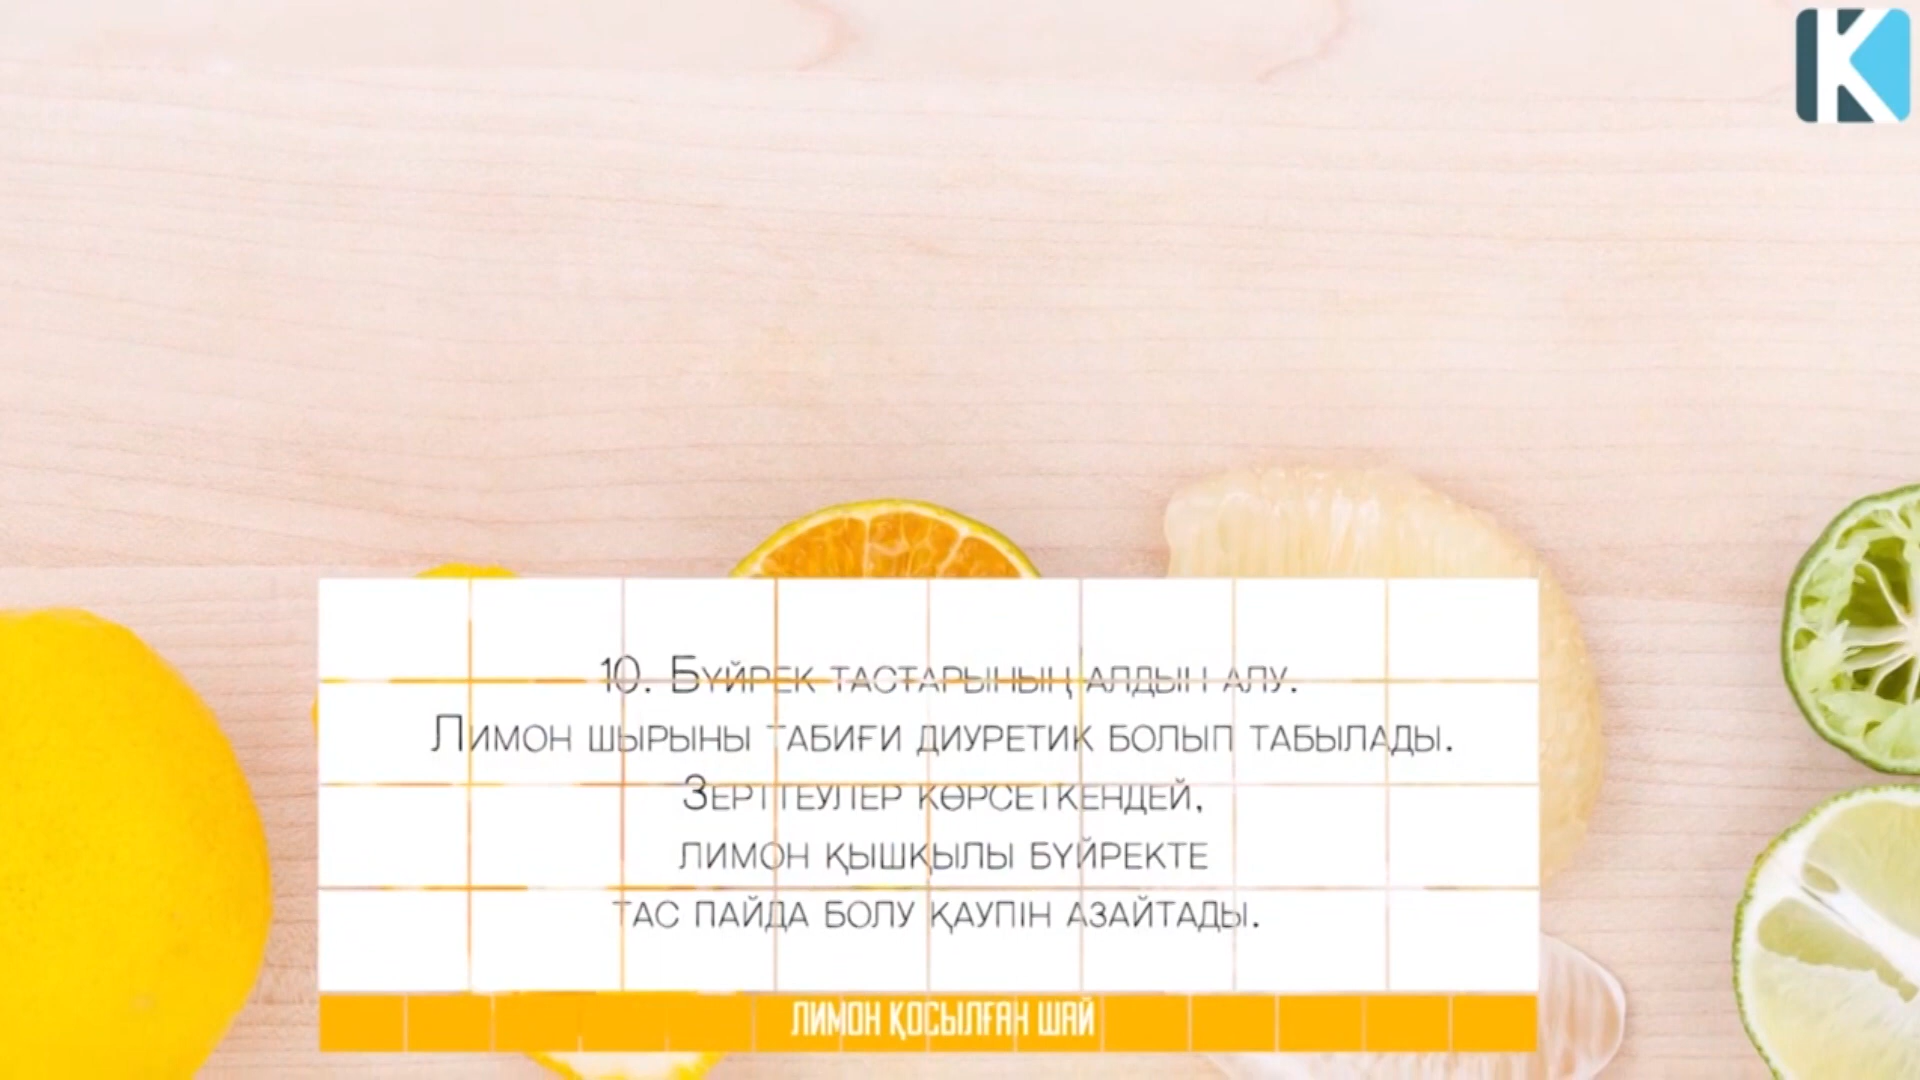 10. Бүйрек тастарының алдын алу.
Лимон шырыны табиғи диуретик болып табылады.
Зерттеулер көрсеткендей,
лимон қышқылы бүйректе
тас пайда болу қаупін азайтады.
ЛИМОН ҚОСЫЛҒАН ШАЙ